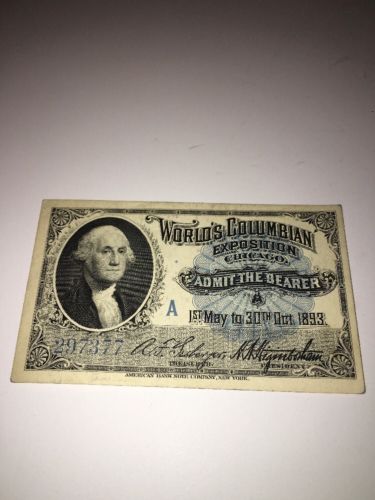 WORLD'S COLUMBIAN
EXPOSITION
CHICAGO
ADMIT THE BEARER
A
A
1ST May to 30TH Oct. 1893.
297377
TREASURER.
PRESIDENT
AMERICAN BANK NOTE COMPANY, NEW YORK.